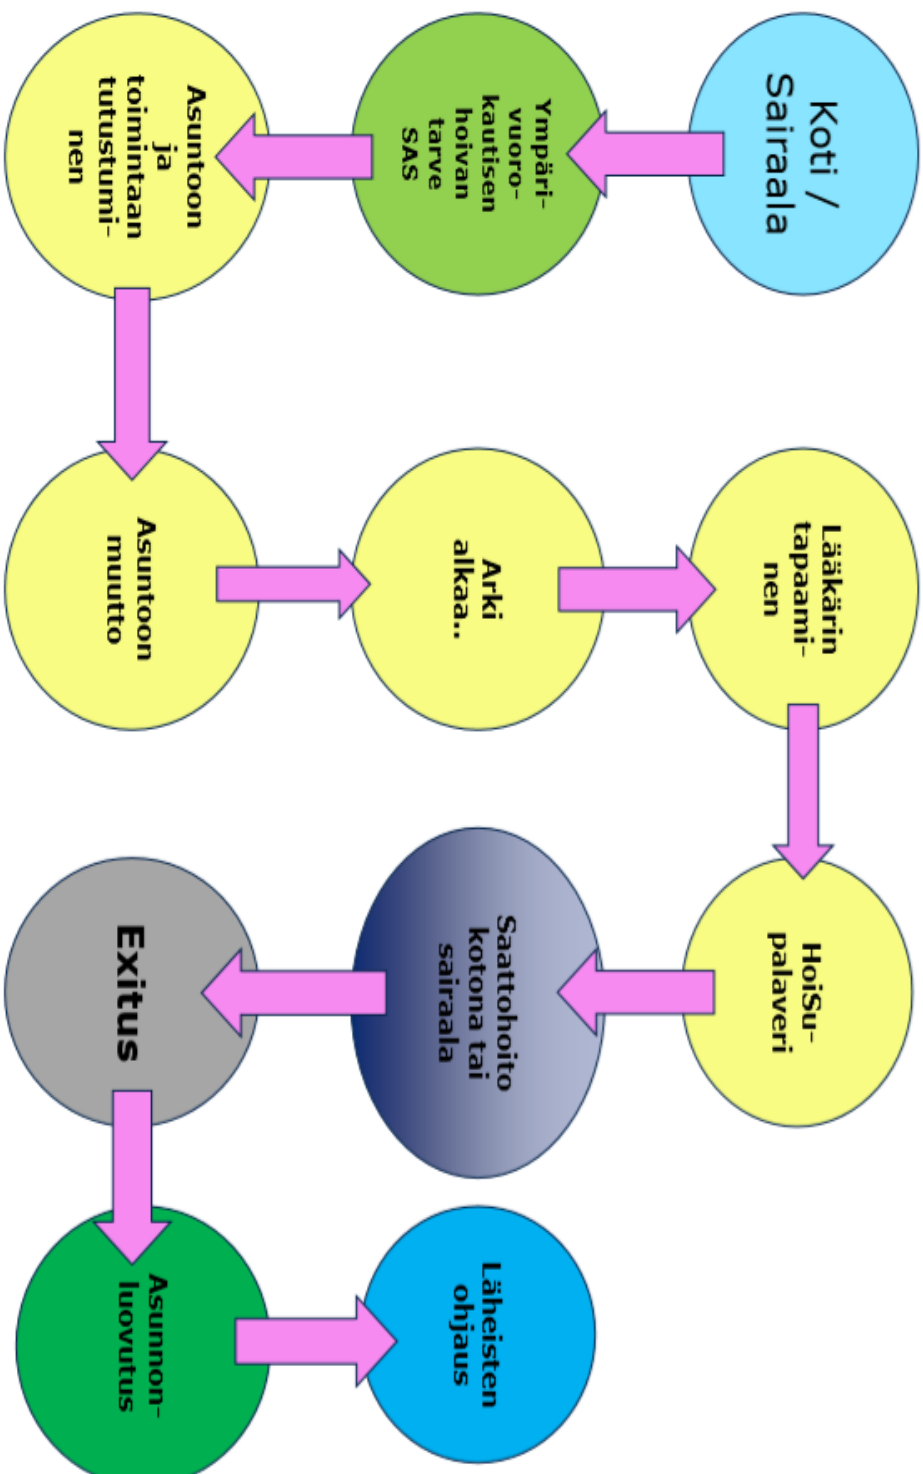 Koti /
Sairaala
Ympäri-
vuoro-
kautisen
hoivan
tarve
SAS
Asuntoon
ja
toimintaan
tutustumi-
nen
Asuntoon
muutto
Arki
alkaa..
Lääkärin
tapaami-
nen
HoiSu-
palaveri
Saattohoito
kotona tai
sairaala
Exitus
Asunnon-
luovutus
Läheisten
ohjaus